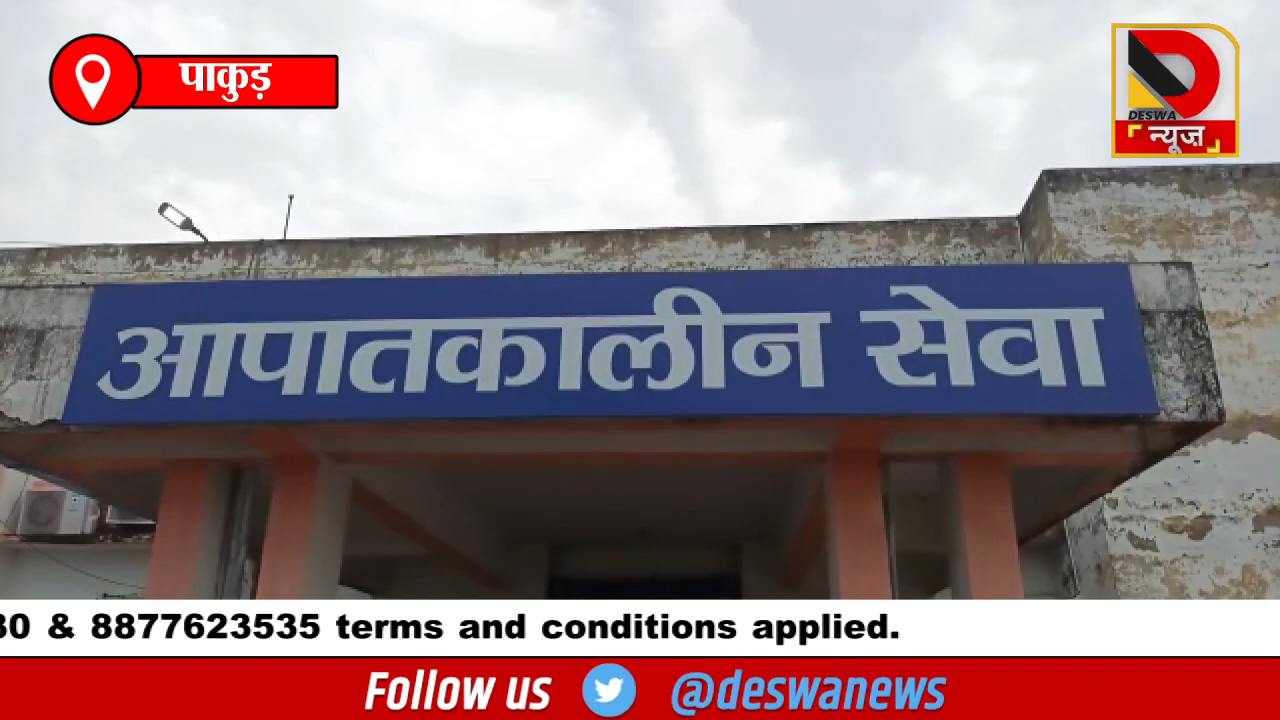 पाकुड़
DESWA
न्यूज़
आपातकालीन सेवा
30 & 8877623535 terms and conditions applied.
Follow us @deswanews